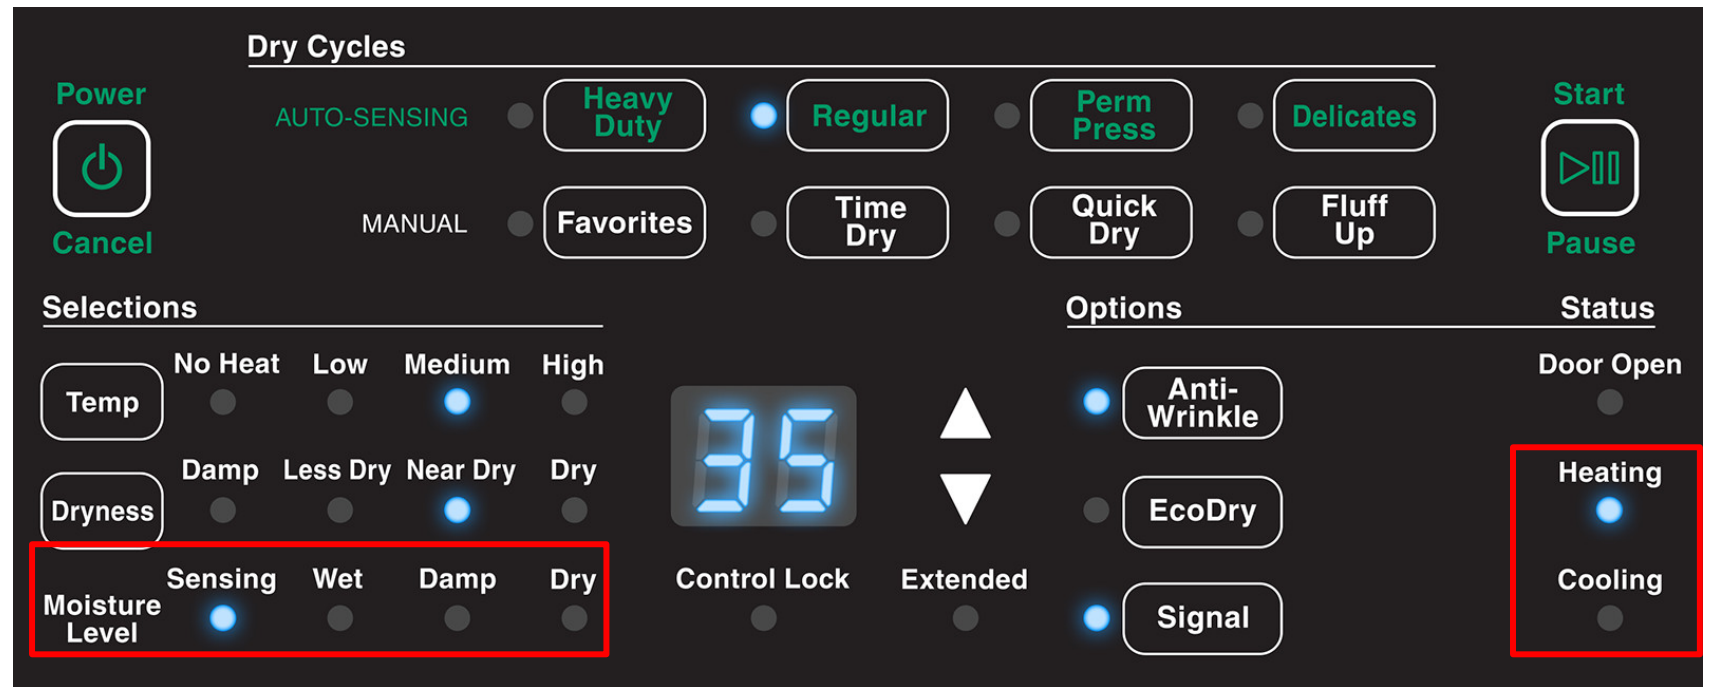 Dry Cycles
Power
Cancel
AUTO-SENSING
Heavy
Duty
Regular
Perm
Press
Delicates
Start
Pause
MANUAL
Favorites
Time
Dry
Quick
Dry
Fluff
Up
Selections
Temp
No Heat Low Medium High
Dryness
Damp Less Dry Near Dry Dry
Moisture
Level
Sensing Wet Damp Dry
35
Control Lock Extended
Options
Anti-
Wrinkle
EcoDry
Signal
Status
Door Open
Heating
Cooling